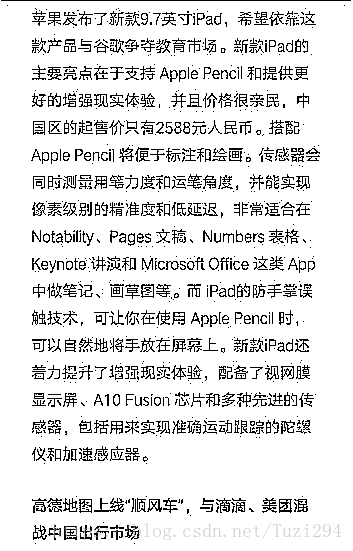 苹果发布了新款9.7英寸iPad，希望依靠这
款产品与谷歌争夺教育市场。新款iPad的
主要亮点在于支持 Apple Pencil 和提供更
好的增强现实体验，并且价格很亲民，中
国区的起售价只有2588元人民币。搭配
Apple Pencil 将便于标注和绘画。传感器会
同时测量用笔力度和运笔角度，并能实现
像素级别的精准度和低延迟，非常适合在
Notability、Pages 文稿、Numbers 表格、
Keynote 讲演和 Microsoft Office 这类 App
中做笔记、画草图等。而 iPad的防手掌误
触技术，可让你在使用 Apple Pencil 时，
可以自然地将手放在屏幕上。新款iPad还
着力提升了增强现实体验，配备了视网膜
显示屏、A10 Fusion 芯片和多种先进的传
感器，包括用来实现准确运动跟踪的陀螺
仪和加速感应器。
高德地图上线“顺风车”，与滴滴、美团混
战中国出行市场
blog.csdn.net/Tuzi294